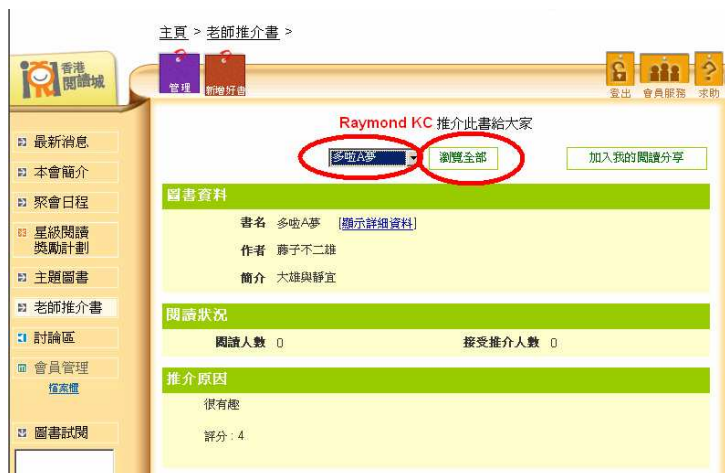 主頁 > 老師推介書 >
香港
閱讀城
管理
新增好書
登出
會員服務
求助
Raymond KC 推介此書給大家
多啦A夢
瀏覽全部
加入我的閱讀分享
最新消息
本會簡介
聚會日程
星級閱讀
獎勵計劃
主題圖書
老師推介書
討論區
會員管理
檔案櫃
圖書試閱
圖書資料
書名 多啦A夢 [顯示詳細資料]
作者 藤子不二雄
簡介 大雄與靜宜
閱讀狀況
閱讀人數 0 接受推介人數 0
推介原因
很有趣
評分：4